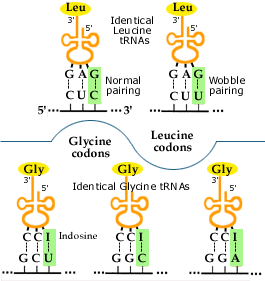 Leu Identical Leu
3' 5' Leucine 3' 5'
tRNAs
G A G G A G
Normal Wobble
pairing pairing
C U C C U U
5' ... ... 3' ... ...
Glycine Leucine
codons codons
Gly Gly Gly
3' 5' Identical Glycine tRNAs 3' 5'
3' 5'
C C I Indosine C C I C C I
G G U G G C G G A
... ... ... ... ... ...